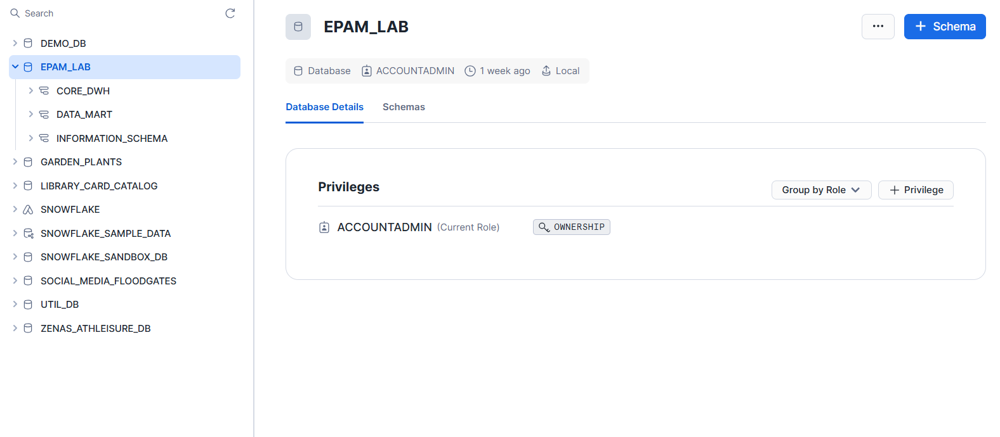 Search
DEMO_DB
EPAM_LAB
CORE_DWH
DATA_MART
INFORMATION_SCHEMA
GARDEN_PLANTS
LIBRARY_CARD_CATALOG
SNOWFLAKE
SNOWFLAKE_SAMPLE_DATA
SNOWFLAKE_SANDBOX_DB
SOCIAL_MEDIA_FLOODGATES
UTIL_DB
ZENAS_ATHLEISURE_DB
EPAM_LAB
... + Schema
Database ACCOUNTADMIN 1 week ago Local
Database Details Schemas
Privileges Group by Role + Privilege
ACCOUNTADMIN (Current Role) OWNERSHIP